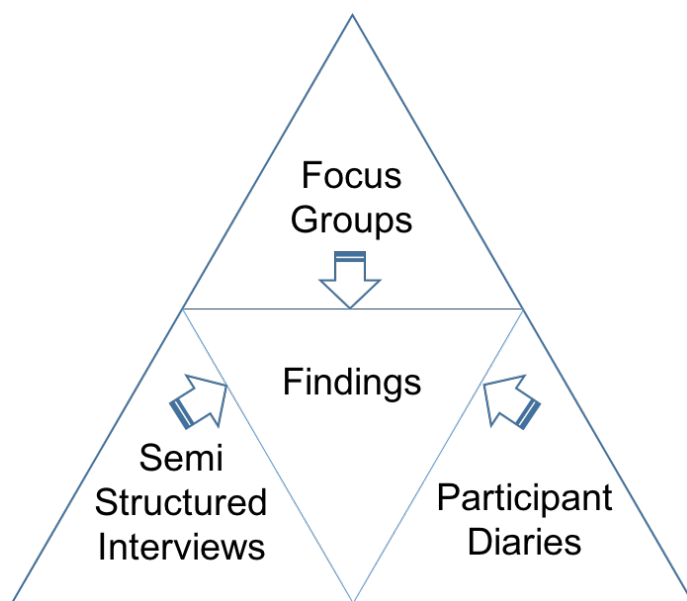 Focus
Groups
Findings
Semi
Structured
Interviews
Participant
Diaries